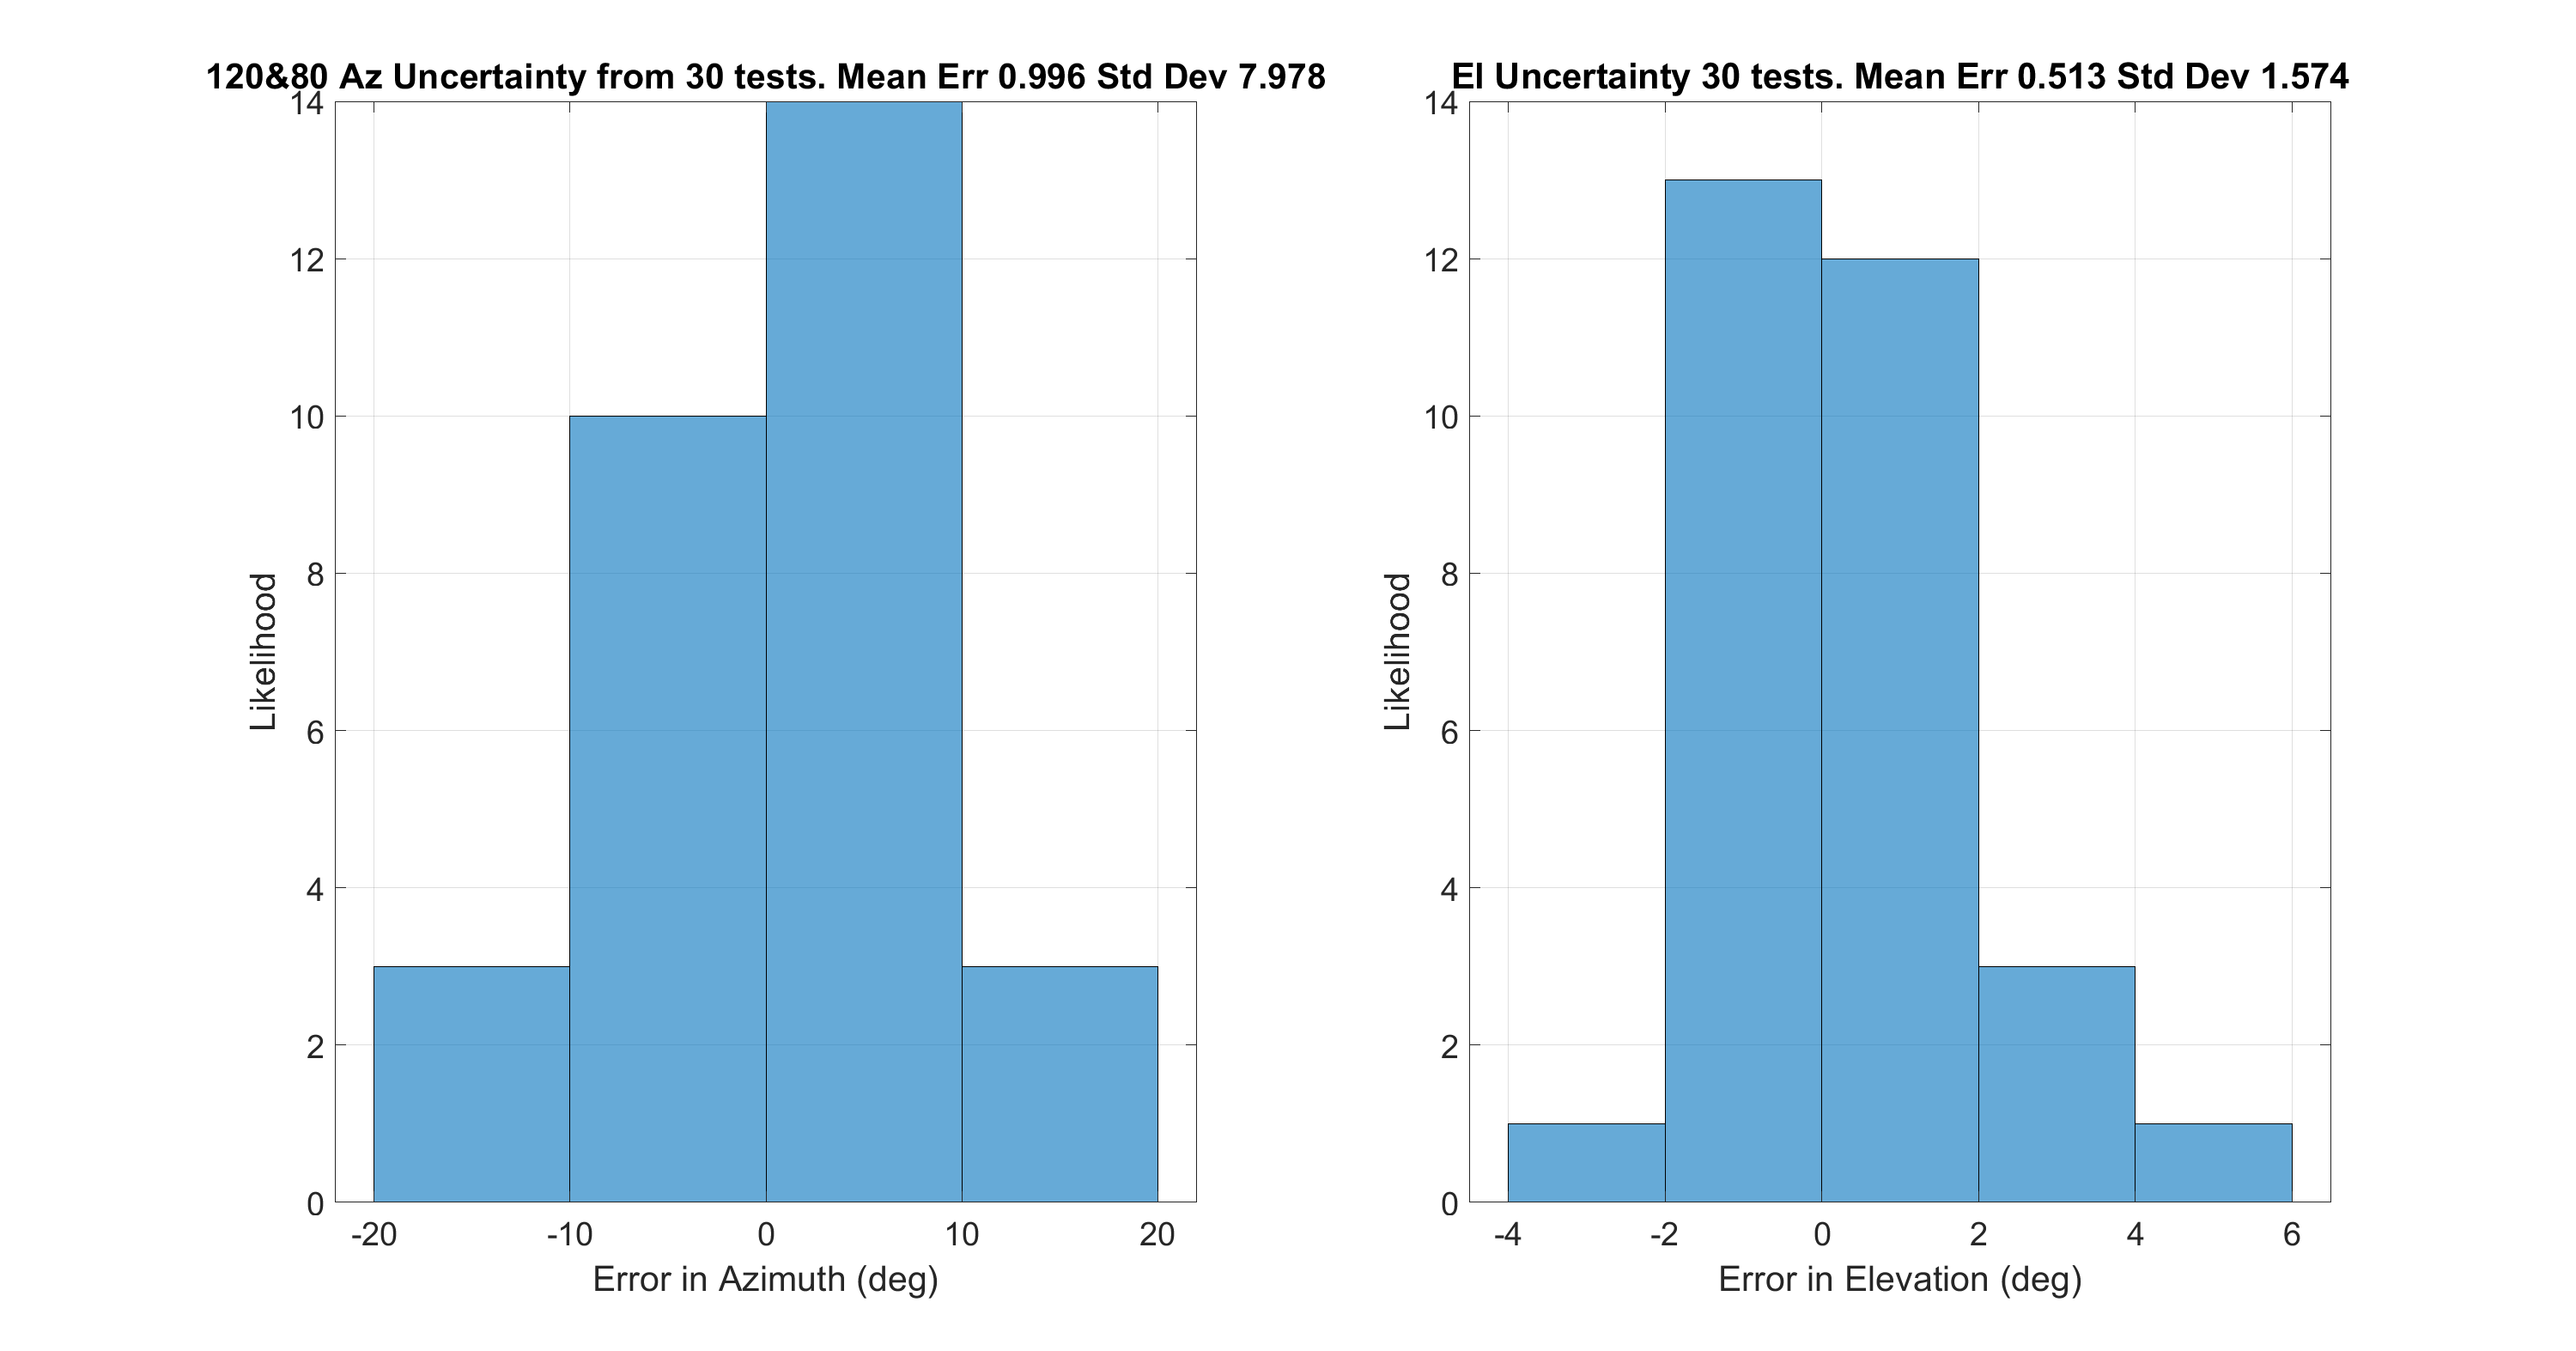 120&80 Az Uncertainty from 30 tests. Mean Err 0.996 Std Dev 7.978
14
12
10
8
6
4
2
0
Likelihood
-20 -10 0 10 20
Error in Azimuth (deg)
El Uncertainty 30 tests. Mean Err 0.513 Std Dev 1.574
14
12
10
8
6
4
2
0
Likelihood
-4 -2 0 2 4 6
Error in Elevation (deg)